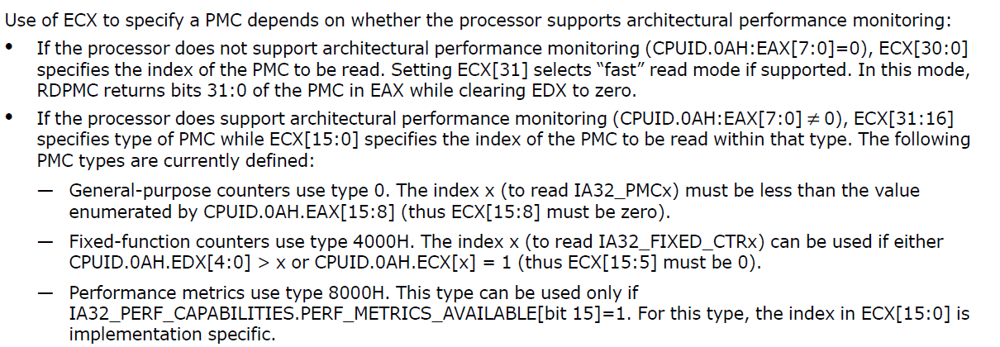 Use of ECX to specify a PMC depends on whether the processor supports architectural performance monitoring:
• If the processor does not support architectural performance monitoring (CPUID.0AH:EAX[7:0]=0), ECX[30:0]
specifies the index of the PMC to be read. Setting ECX[31] selects “fast” read mode if supported. In this mode,
RDPMC returns bits 31:0 of the PMC in EAX while clearing EDX to zero.
• If the processor does support architectural performance monitoring (CPUID.0AH:EAX[7:0] ≠ 0), ECX[31:16]
specifies type of PMC while ECX[15:0] specifies the index of the PMC to be read within that type. The following
PMC types are currently defined:
— General-purpose counters use type 0. The index x (to read IA32_PMCx) must be less than the value
enumerated by CPUID.0AH.EAX[15:8] (thus ECX[15:8] must be zero).
— Fixed-function counters use type 4000H. The index x (to read IA32_FIXED_CTRx) can be used if either
CPUID.0AH.EDX[4:0] > x or CPUID.0AH.ECX[x] = 1 (thus ECX[15:5] must be 0).
— Performance metrics use type 8000H. This type can be used only if
IA32_PERF_CAPABILITIES.PERF_METRICS_AVAILABLE[bit 15]=1. For this type, the index in ECX[15:0] is
implementation specific.